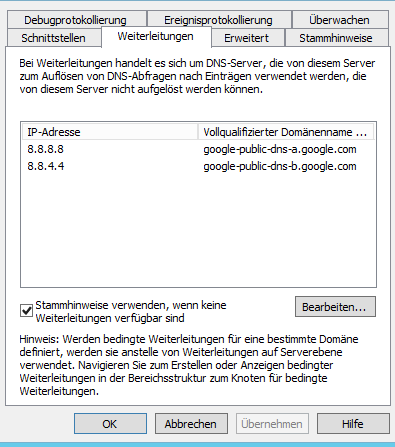 Debugprotokollierung Ereignisprotokollierung Überwachen
Schnittstellen Weiterleitungen Erweitert Stammhinweise
Bei Weiterleitungen handelt es sich um DNS-Server, die von diesem Server
zum Auflösen von DNS-Abfragen nach Einträgen verwendet werden, die
von diesem Server nicht aufgelöst werden können.
IP-Adresse Vollqualifizierter Domänenname ...
8.8.8.8 google-public-dns-a.google.com
8.8.4.4 google-public-dns-b.google.com
Stammhinweise verwenden, wenn keine
Weiterleitungen verfügbar sind
Bearbeiten...
Hinweis: Werden bedingte Weiterleitungen für eine bestimmte Domäne
definiert, werden sie anstelle von Weiterleitungen auf Serverebene
verwendet. Navigieren Sie zum Erstellen oder Anzeigen bedingter
Weiterleitungen in der Bereichsstruktur zum Knoten für bedingte
Weiterleitungen.
OK Abbrechen Übernehmen Hilfe